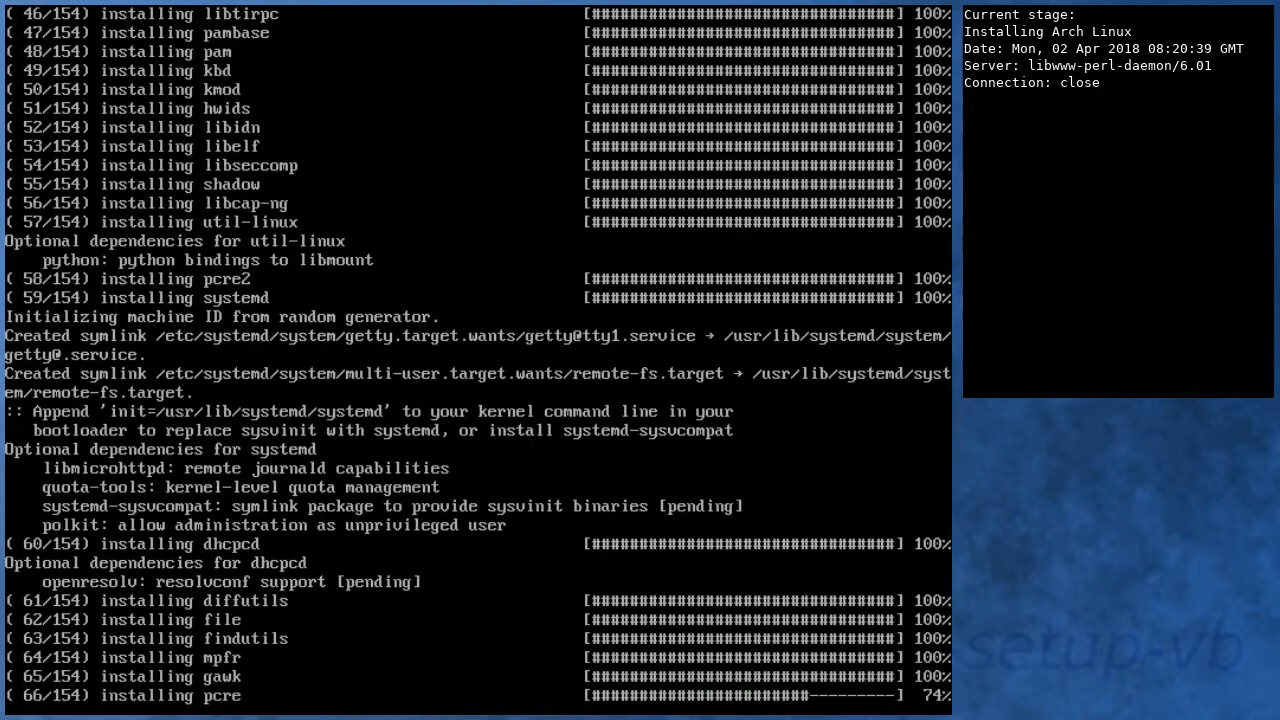 ( 46/154) installing libtirpc [################################] 100%
( 47/154) installing pambase [################################] 100%
( 48/154) installing pam [################################] 100%
( 49/154) installing kbd [################################] 100%
( 50/154) installing kmod [################################] 100%
( 51/154) installing hwids [################################] 100%
( 52/154) installing libidn [################################] 100%
( 53/154) installing libelf [################################] 100%
( 54/154) installing libseccomp [################################] 100%
( 55/154) installing shadow [################################] 100%
( 56/154) installing libcap-ng [################################] 100%
( 57/154) installing util-linux [################################] 100%
Optional dependencies for util-linux
    python: python bindings to libmount
( 58/154) installing pcre2 [################################] 100%
( 59/154) installing systemd [################################] 100%
Initializing machine ID from random generator.
Created symlink /etc/systemd/system/getty.target.wants/getty@tty1.service → /usr/lib/systemd/system/
getty@.service.
Created symlink /etc/systemd/system/multi-user.target.wants/remote-fs.target → /usr/lib/systemd/syst
em/remote-fs.target.
:: Append 'init=/usr/lib/systemd/systemd' to your kernel command line in your
   bootloader to replace sysvinit with systemd, or install systemd-sysvcompat
Optional dependencies for systemd
    libmicrohttpd: remote journald capabilities
    quota-tools: kernel-level quota management
    systemd-sysvcompat: symlink package to provide sysvinit binaries [pending]
    polkit: allow administration as unprivileged user
( 60/154) installing dhcpcd [################################] 100%
Optional dependencies for dhcpcd
    openresolv: resolvconf support [pending]
( 61/154) installing diffutils [################################] 100%
( 62/154) installing file [################################] 100%
( 63/154) installing findutils [################################] 100%
( 64/154) installing mpfr [################################] 100%
( 65/154) installing gawk [################################] 100%
( 66/154) installing pcre [#######################---------] 74%
Current stage:
Installing Arch Linux
Date: Mon, 02 Apr 2018 08:20:39 GMT
Server: libwww-perl-daemon/6.01
Connection: close
setup-vb